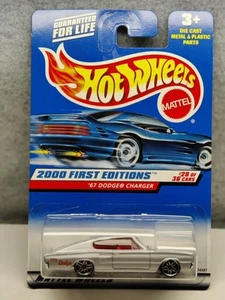 GUARANTEED
FOR LIFE
3+
DIE CAST
METAL & PLASTIC
PARTS
Hot Wheels
MATTEL
2000 FIRST EDITIONS
'67 DODGE® CHARGER
#28 OF
36 CARS
Dodge